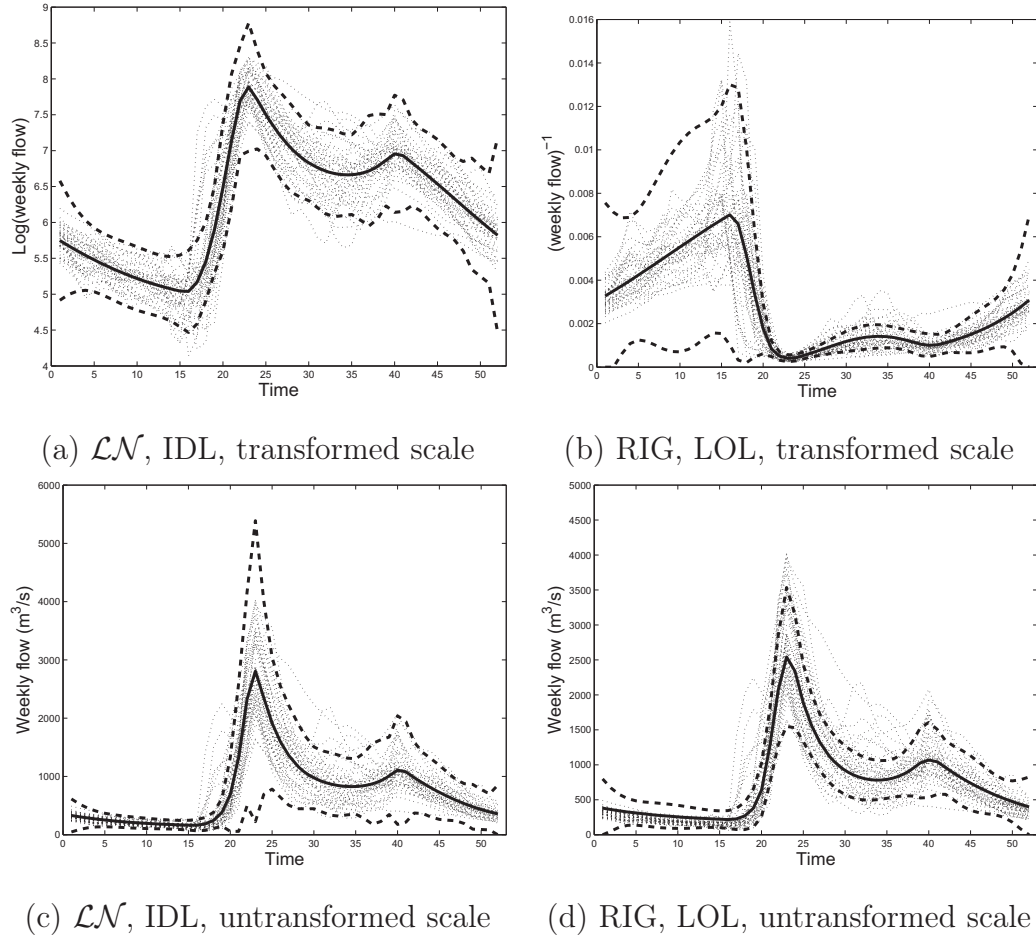 9
8.5
8
7.5
7
6.5
6
5.5
5
4.5
4
Log(weekly flow)
0 5 10 15 20 25 30 35 40 45 50
Time
(a) ℒ𝒩, IDL, transformed scale
0.016
0.014
0.012
0.01
0.008
0.006
0.004
0.002
0
(weekly flow)⁻¹
0 5 10 15 20 25 30 35 40 45 50
Time
(b) RIG, LOL, transformed scale
6000
5000
4000
3000
2000
1000
0
Weekly flow (m³/s)
0 5 10 15 20 25 30 35 40 45 50
Time
(c) ℒ𝒩, IDL, untransformed scale
5000
4500
4000
3500
3000
2500
2000
1500
1000
500
0
Weekly flow (m³/s)
0 5 10 15 20 25 30 35 40 45 50
Time
(d) RIG, LOL, untransformed scale